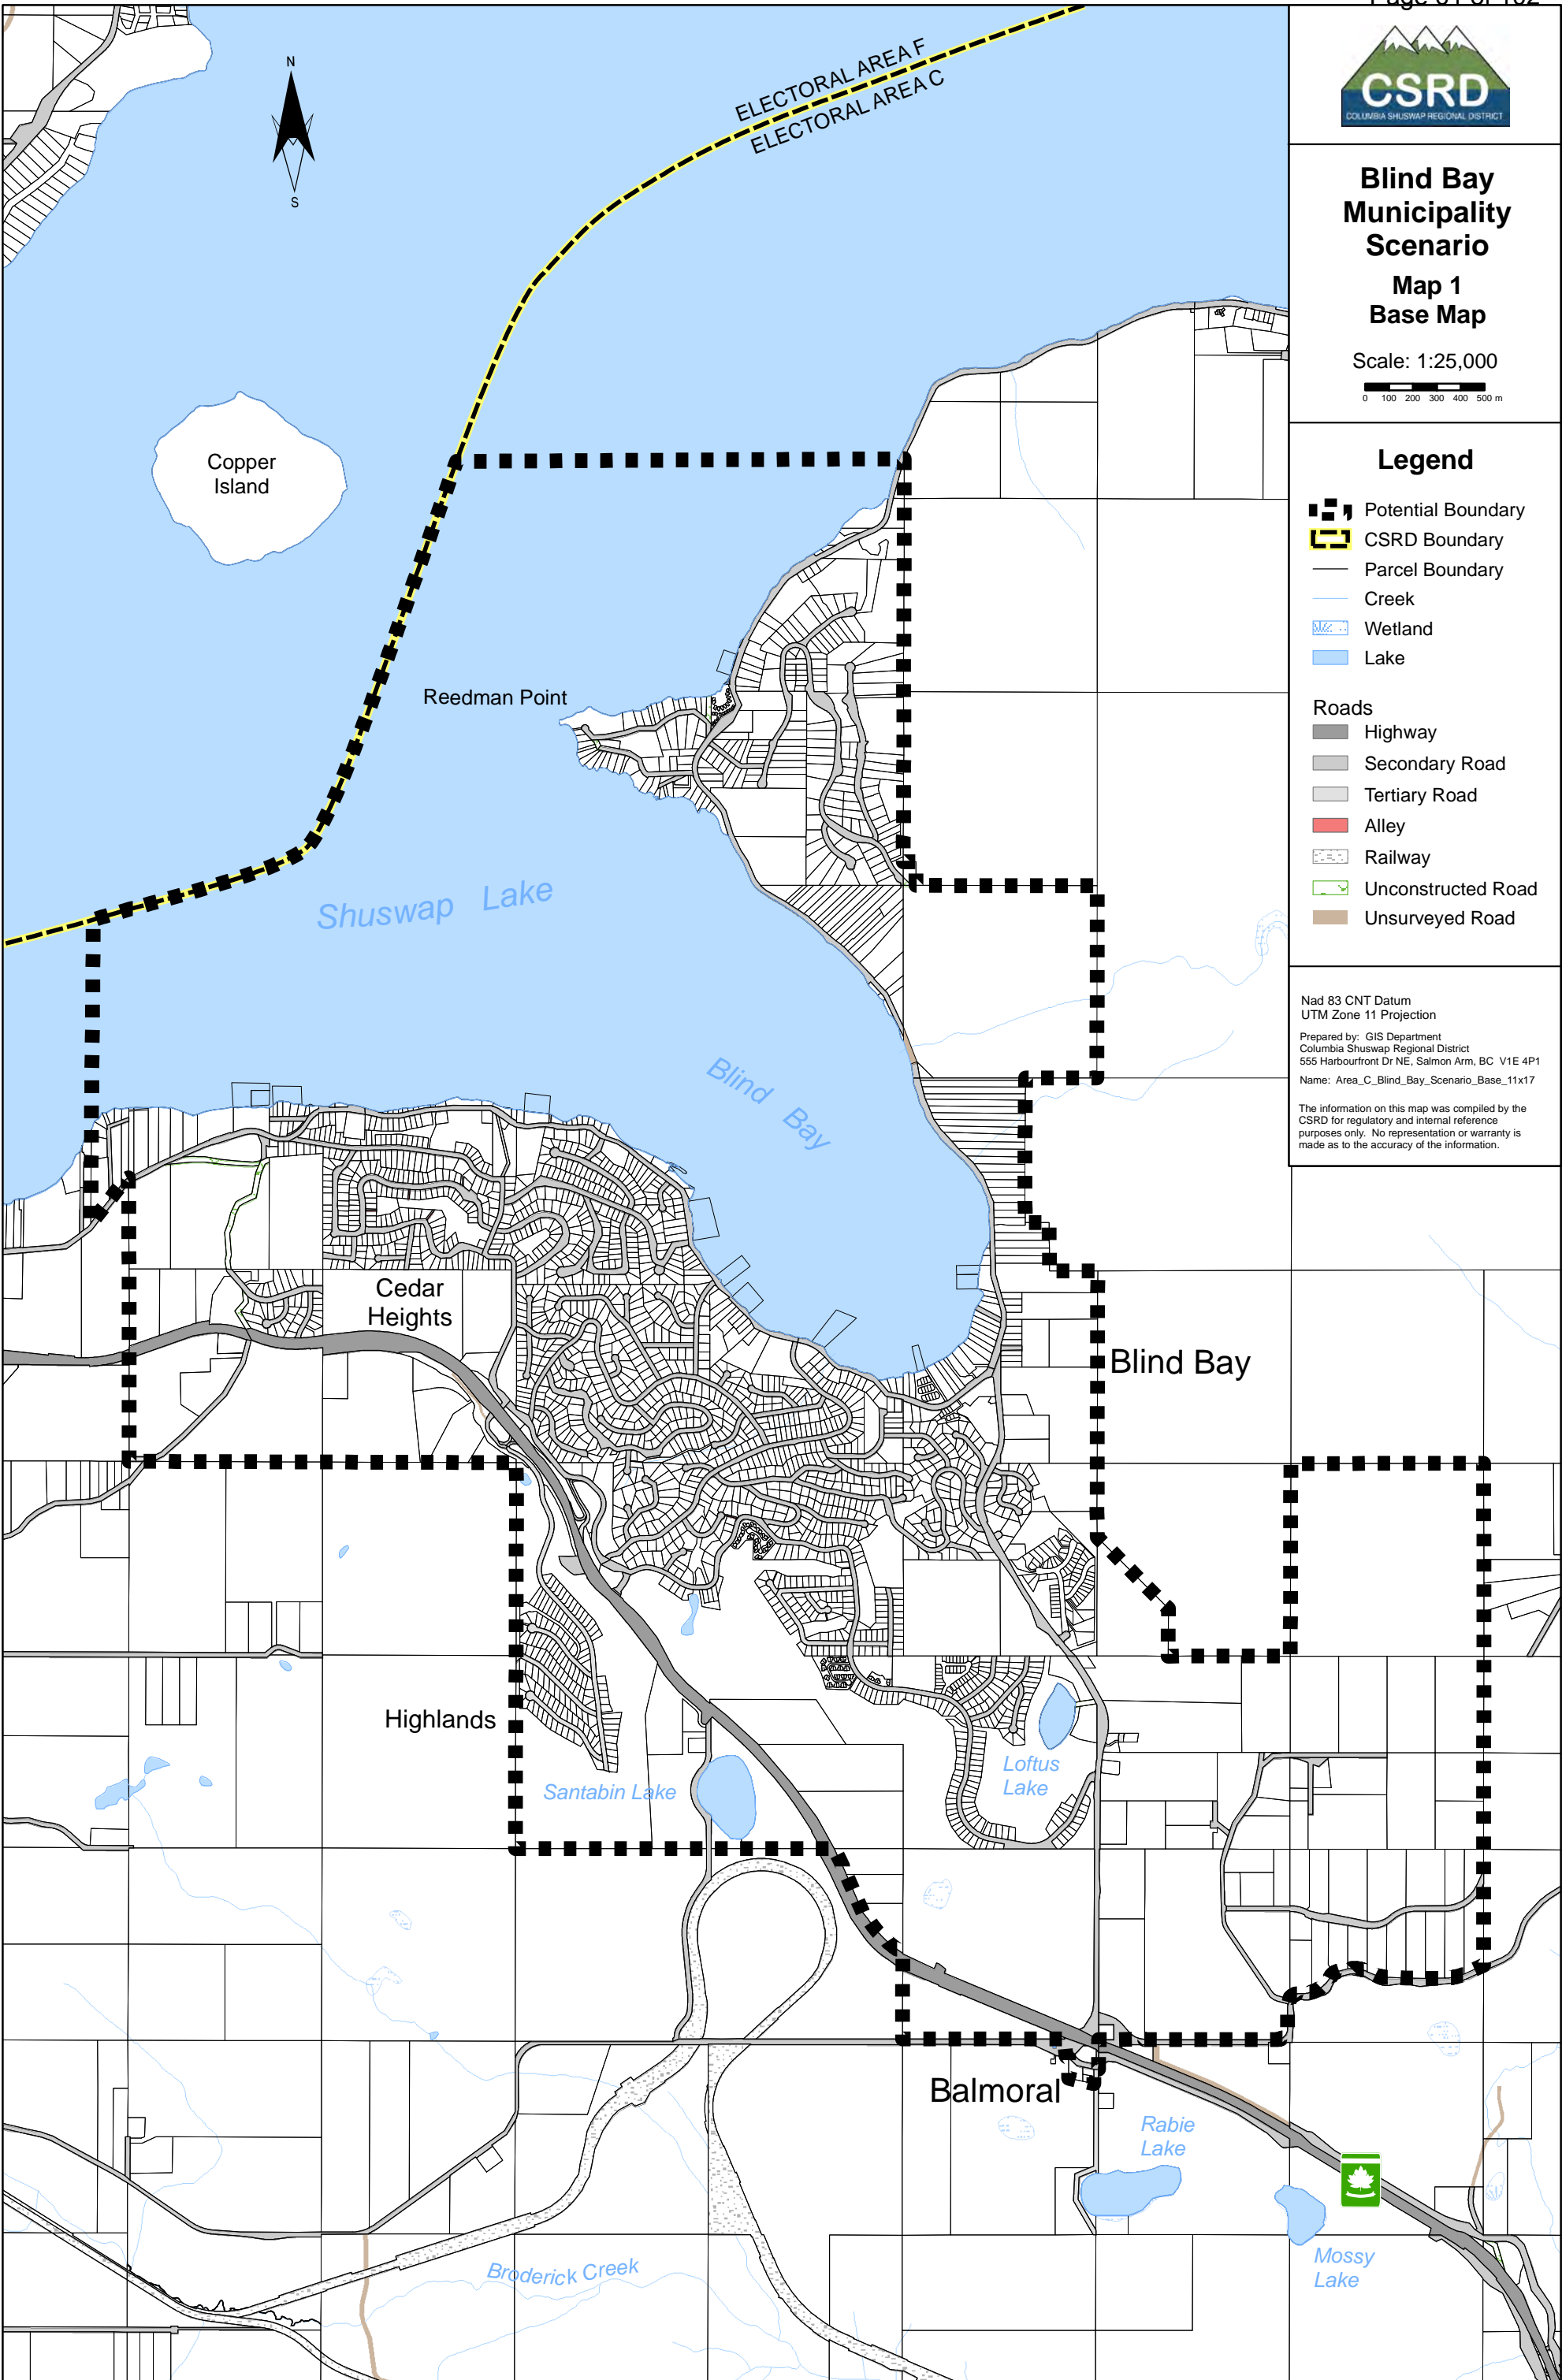 Page 61 of 102
CSRD
COLUMBIA SHUSWAP REGIONAL DISTRICT
Blind Bay
Municipality
Scenario
Map 1
Base Map
Scale: 1:25,000
0 100 200 300 400 500 m
Legend
Potential Boundary
CSRD Boundary
Parcel Boundary
Creek
Wetland
Lake
Roads
Highway
Secondary Road
Tertiary Road
Alley
Railway
Unconstructed Road
Unsurveyed Road
Nad 83 CNT Datum
UTM Zone 11 Projection
Prepared by: GIS Department
Columbia Shuswap Regional District
555 Harbourfront Dr NE, Salmon Arm, BC V1E 4P1
Name: Area_C_Blind_Bay_Scenario_Base_11x17
The information on this map was compiled by the
CSRD for regulatory and internal reference
purposes only. No representation or warranty is
made as to the accuracy of the information.
N
S
ELECTORAL AREA F
ELECTORAL AREA C
Copper
Island
Reedman Point
Shuswap Lake
Blind Bay
Cedar
Heights
Blind Bay
Highlands
Santabin Lake
Loftus
Lake
Balmoral
Rabie
Lake
Mossy
Lake
Broderick Creek